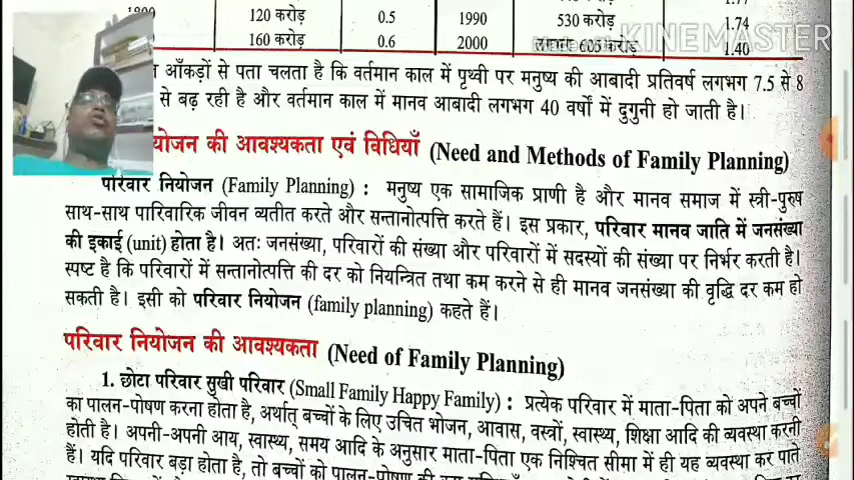 120 करोड़ 0.5 1990 530 करोड़ 1.74
160 करोड़ 0.6 2000 लगभग 605 करोड़ 1.40
KINEMASTER
आँकड़ों से पता चलता है कि वर्तमान काल में पृथ्वी पर मनुष्य की आबादी प्रतिवर्ष लगभग 7.5 से 8
से बढ़ रही है और वर्तमान काल में मानव आबादी लगभग 40 वर्षों में दुगुनी हो जाती है।
योजन की आवश्यकता एवं विधियाँ (Need and Methods of Family Planning)
परिवार नियोजन (Family Planning) : मनुष्य एक सामाजिक प्राणी है और मानव समाज में स्त्री-पुरुष
साथ-साथ पारिवारिक जीवन व्यतीत करते और सन्तानोत्पत्ति करते हैं। इस प्रकार, परिवार मानव जाति में जनसंख्या
की इकाई (unit) होता है। अतः जनसंख्या, परिवारों की संख्या और परिवारों में सदस्यों की संख्या पर निर्भर करती है।
स्पष्ट है कि परिवारों में सन्तानोत्पत्ति की दर को नियन्त्रित तथा कम करने से ही मानव जनसंख्या की वृद्धि दर कम हो
सकती है। इसी को परिवार नियोजन (family planning) कहते हैं।
परिवार नियोजन की आवश्यकता (Need of Family Planning)
1. छोटा परिवार सुखी परिवार (Small Family Happy Family) : प्रत्येक परिवार में माता-पिता को अपने बच्चों
का पालन-पोषण करना होता है, अर्थात् बच्चों के लिए उचित भोजन, आवास, वस्त्रों, स्वास्थ्य, शिक्षा आदि की व्यवस्था करनी
होती है। अपनी-अपनी आय, स्वास्थ्य, समय आदि के अनुसार माता-पिता एक निश्चित सीमा में ही यह व्यवस्था कर पाते
हैं। यदि परिवार बड़ा होता है, तो बच्चों को पालन-पोषण की